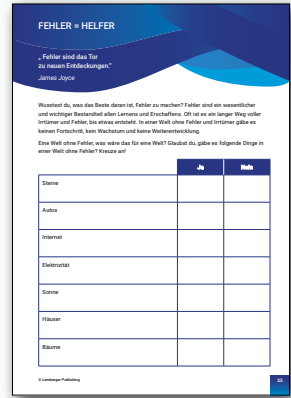 FEHLER = HELFER
„ Fehler sind das Tor
zu neuen Entdeckungen.“
James Joyce
Wusstest du, was das Beste daran ist, Fehler zu machen? Fehler sind ein wesentlicher
und wichtiger Bestandteil allen Lernens und Erschaffens. Oft ist es ein langer Weg voller
Irrtümer und Fehler, bis etwas entsteht. In einer Welt ohne Fehler und Irrtümer gäbe es
keinen Fortschritt, kein Wachstum und keine Weiterentwicklung.
Eine Welt ohne Fehler, was wäre das für eine Welt? Glaubst du, gäbe es folgende Dinge in
einer Welt ohne Fehler? Kreuze an!
Ja Nein
Steine
Autos
Internet
Elektrizität
Sonne
Häuser
Bäume
© Lemberger Publishing 25